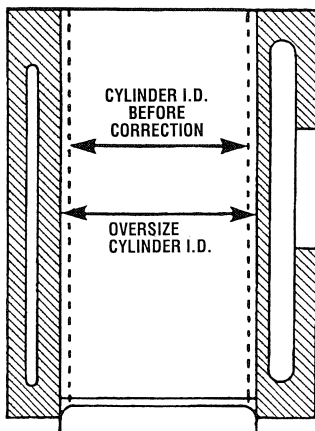 CYLINDER I.D.
BEFORE
CORRECTION
OVERSIZE
CYLINDER I.D.